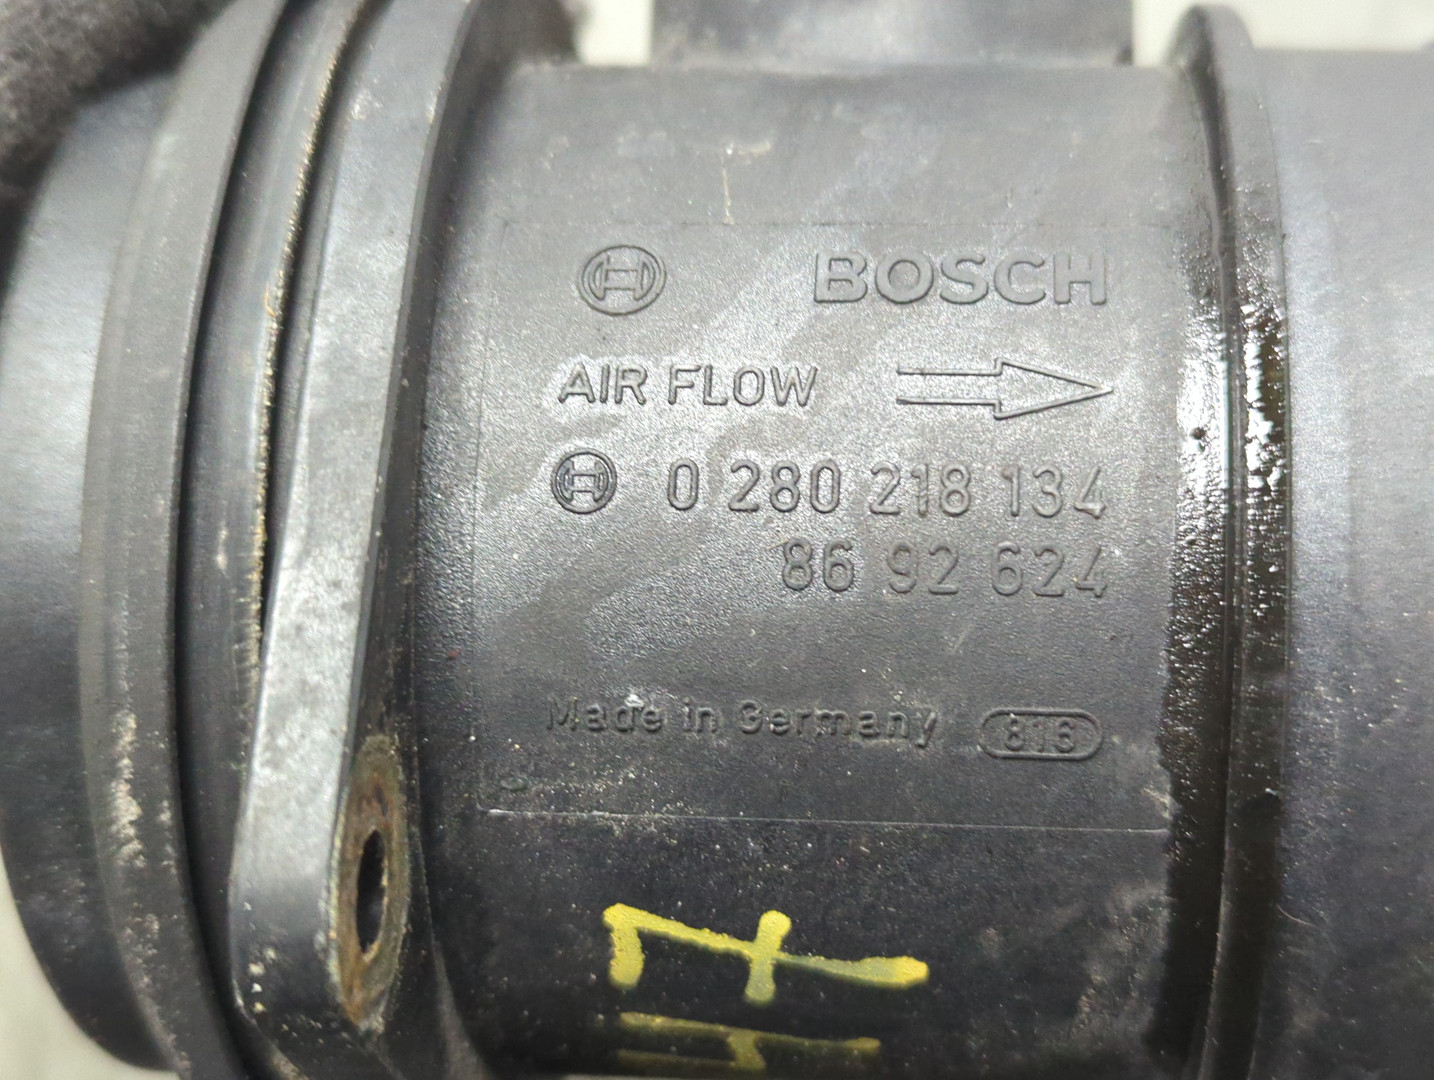 BOSCH
AIR FLOW
0 280 218 134
86 92 624
Made in Germany 816